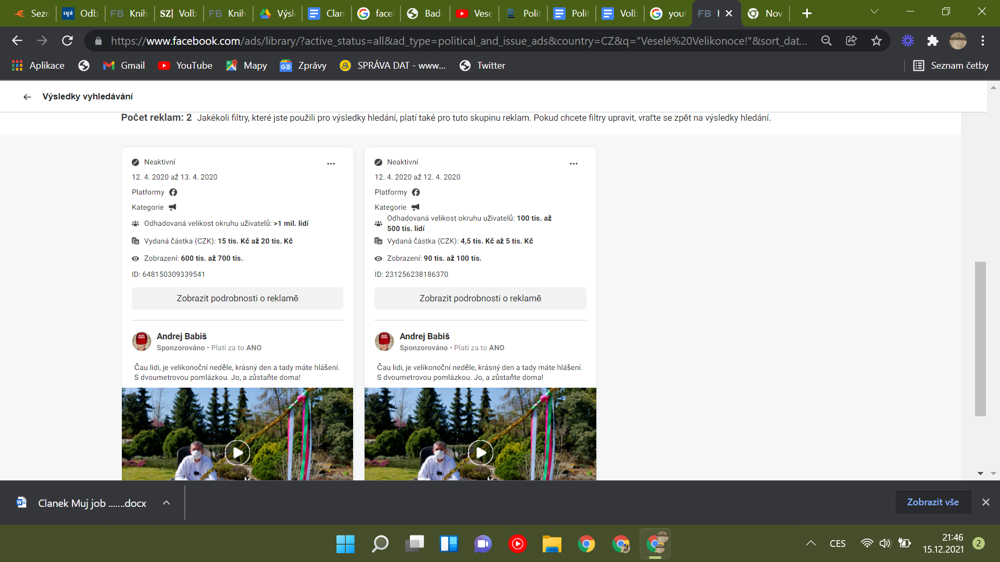 Sezn
npi Odb
FB Knih
SZ| Volb
FB Knih
Výsl
Clan
face
Bad-
Vese
Polit
Polit
Volb
yout
FB
Nov
https://www.facebook.com/ads/library/?active_status=all&ad_type=political_and_issue_ads&country=CZ&q="Veselé%20Velikonoce!"&sort_dat...
Aplikace
Gmail
YouTube
Mapy
Zprávy
SPRÁVA DAT - www...
Twitter
Seznam četby
Výsledky vyhledávání
Počet reklam: 2 Jakékoli filtry, které jste použili pro výsledky hledání, platí také pro tuto skupinu reklam. Pokud chcete filtry upravit, vraťte se zpět na výsledky hledání.
Neaktivní
12. 4. 2020 až 13. 4. 2020
Platformy
Kategorie
Odhadovaná velikost okruhu uživatelů: >1 mil. lidí
Vydaná částka (CZK): 15 tis. Kč až 20 tis. Kč
Zobrazení: 600 tis. až 700 tis.
ID: 648150309339541
Zobrazit podrobnosti o reklamě
Andrej Babiš
Sponzorováno • Platí za to ANO
Čau lidi, je velikonoční neděle, krásný den a tady máte hlášení.
S dvoumetrovou pomlázkou. Jo, a zůstaňte doma!
Neaktivní
12. 4. 2020 až 12. 4. 2020
Platformy
Kategorie
Odhadovaná velikost okruhu uživatelů: 100 tis. až
500 tis. lidí
Vydaná částka (CZK): 4,5 tis. Kč až 5 tis. Kč
Zobrazení: 90 tis. až 100 tis.
ID: 231256238186370
Zobrazit podrobnosti o reklamě
Andrej Babiš
Sponzorováno • Platí za to ANO
Čau lidi, je velikonoční neděle, krásný den a tady máte hlášení.
S dvoumetrovou pomlázkou. Jo, a zůstaňte doma!
Clanek Muj job .......docx
Zobrazit vše
CES
21:46
15.12.2021
2